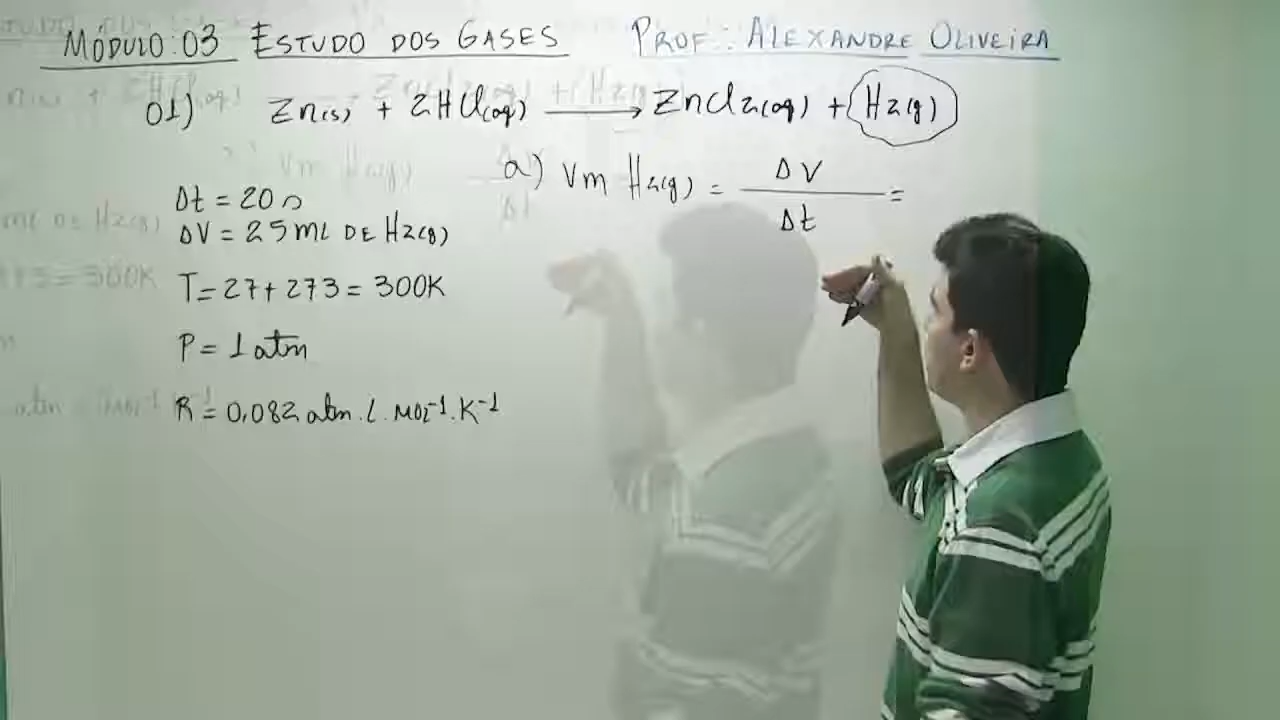 MÓDULO: 03 ESTUDO DOS GASES PROF.: ALEXANDRE OLIVEIRA
01) Zn(s) + 2HCl(aq) → ZnCl2(aq) + H2(g)
a) Vm H2(g) = ΔV / Δt =
Δt = 20 s
ΔV = 25 ml DE H2(g)
T = 27 + 273 = 300K
P = 1 atm
R = 0,082 atm . L . MOL-1 . K-1